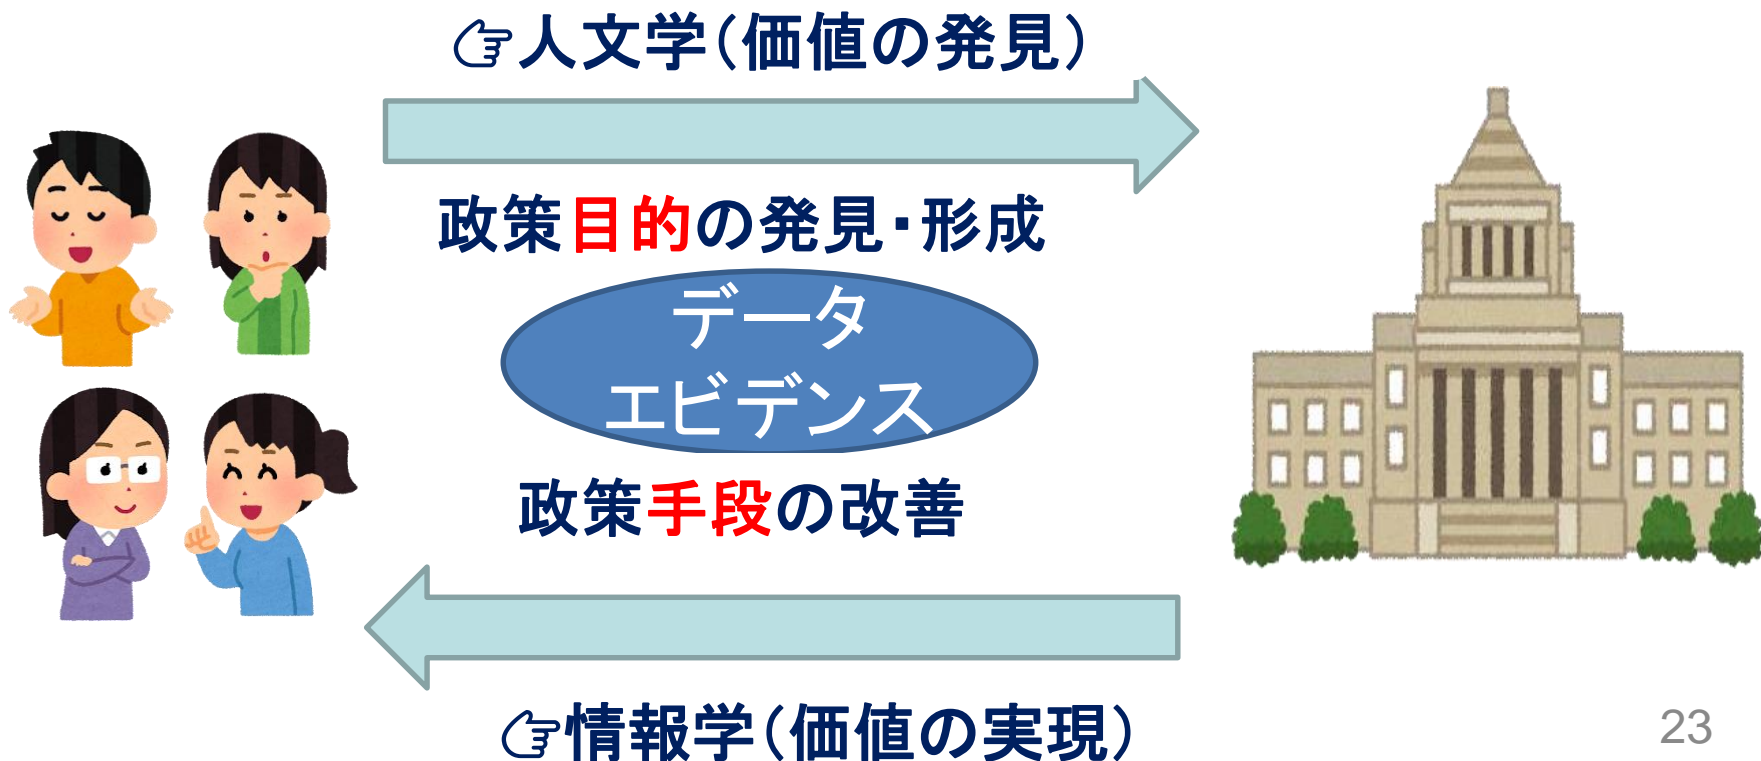 ☞人文学（価値の発見）
政策目的の発見・形成
データ
エビデンス
政策手段の改善
☞情報学（価値の実現）
23